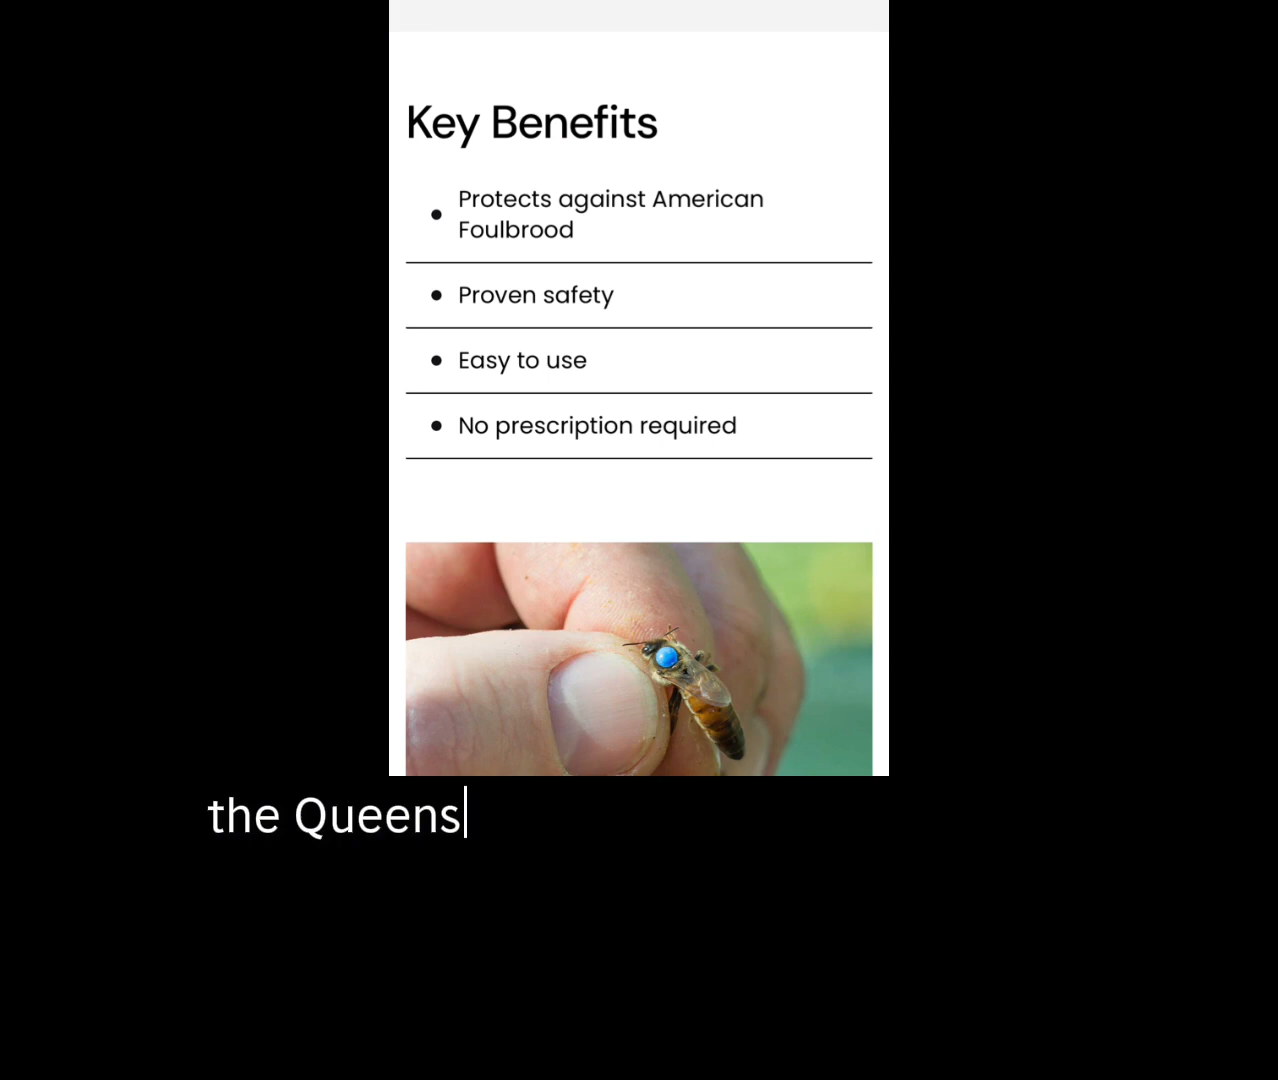 Key Benefits
Protects against American
Foulbrood
Proven safety
Easy to use
No prescription required
the Queens